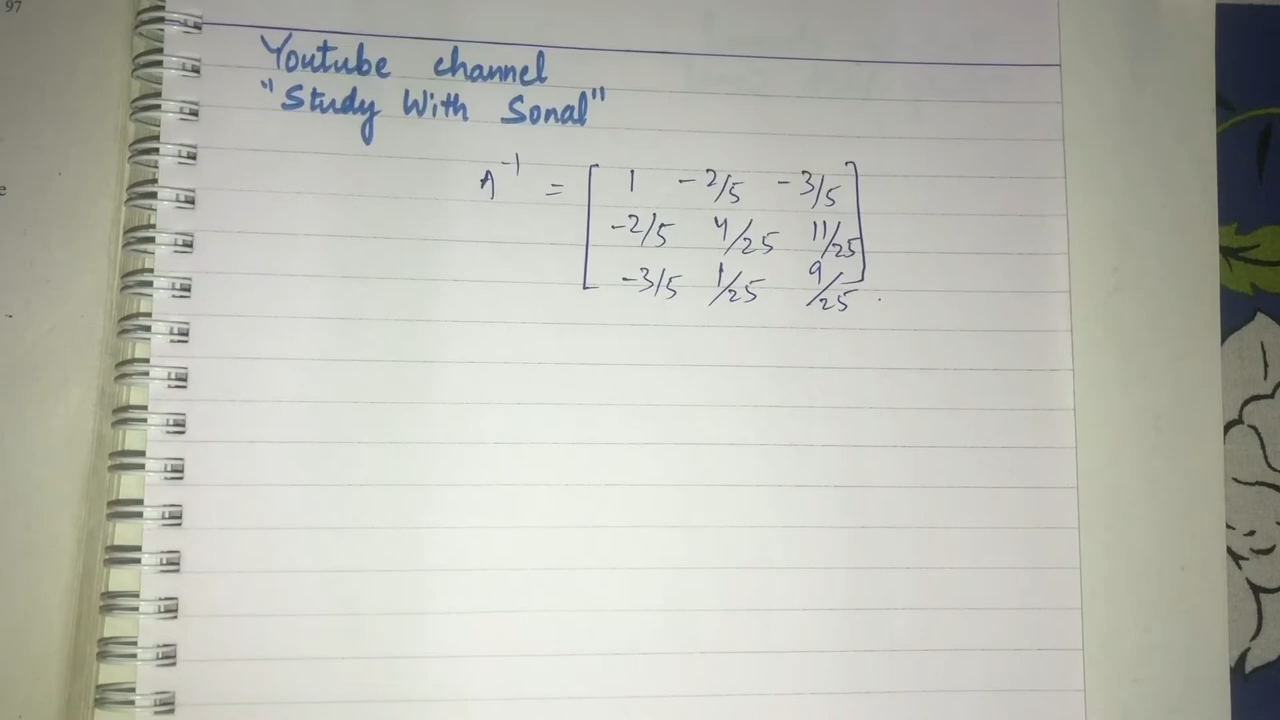 97
Youtube channel
"Study With Sonal"
A⁻¹ = [ 1 -2/5 -3/5
-2/5 4/25 11/25
-3/5 1/25 9/25 ] .
e